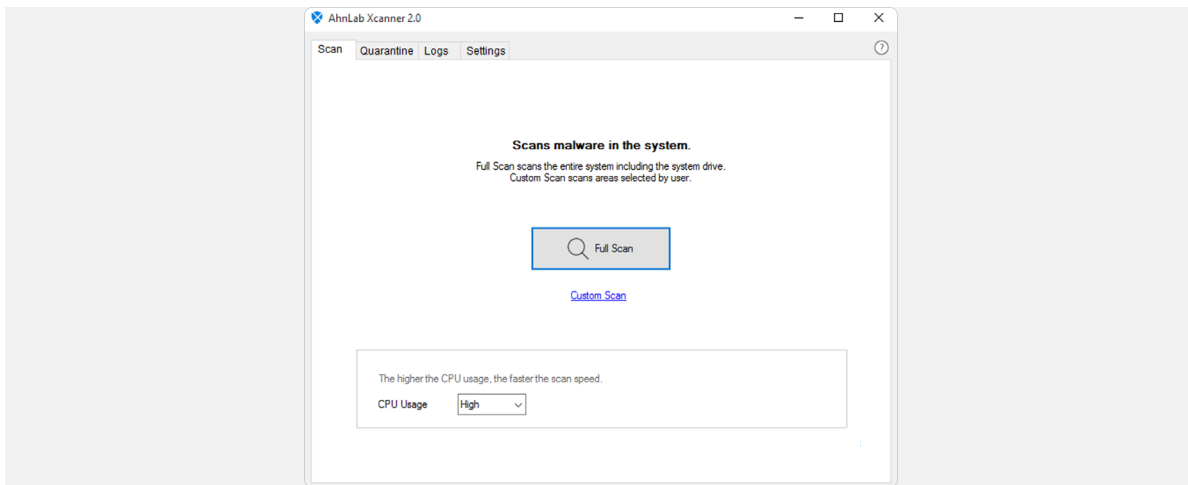 AhnLab Xcanner 2.0
Scan Quarantine Logs Settings ?
Scans malware in the system.
Full Scan scans the entire system including the system drive.
Custom Scan scans areas selected by user.
Full Scan
Custom Scan
The higher the CPU usage, the faster the scan speed.
CPU Usage High